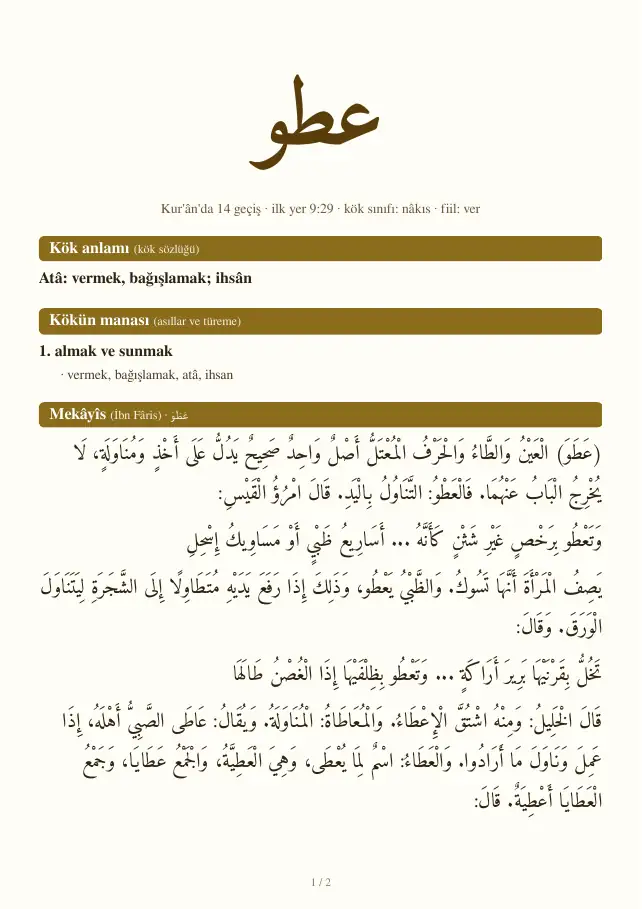 عطو
Kur'ân'da 14 geçiş · ilk yer 9:29 · kök sınıfı: nâkıs · fiil: ver
Kök anlamı (kök sözlüğü)
Atâ: vermek, bağışlamak; ihsân
Kökün manası (asıllar ve türeme)
1. almak ve sunmak
· vermek, bağışlamak, atâ, ihsan
Mekâyîs (İbn Fâris) · عَطَوَ
(عَطَوَ) الْعَيْنُ وَالطَّاءُ وَالْحَرْفُ الْمُعْتَلُّ أَصْلٌ وَاحِدٌ صَحِيحٌ يَدُلُّ عَلَى أَخْذٍ وَمُنَاوَلَةٍ، لَا
يُخْرِجُ الْبَابُ عَنْهُمَا. فَالْعَطْوُ: التَّنَاوُلُ بِالْيَدِ. قَالَ امْرُؤُ الْقَيْسِ:
وَتَعْطُو بِرَخْصٍ غَيْرِ شَثْنٍ كَأَنَّهُ ... أَسَارِيعُ ظَبْيٍ أَوْ مَسَاوِيكُ إِسْحِلِ
يَصِفُ الْمَرْأَةَ أَنَّهَا تَسُوكُ. وَالظَّبْيُ يَعْطُو، وَذَلِكَ إِذَا رَفَعَ يَدَيْهِ مُتَطَاوِلًا إِلَى الشَّجَرَةِ لِيَتَنَاوَلَ
الْوَرَقَ. وَقَالَ:
تَخُلُّ بِقَرْنَيْهَا بَرِيرَ أَرَاكَةٍ ... وَتَعْطُو بِظِلْفَيْهَا إِذَا الْغُصْنُ طَالَهَا
قَالَ الْخَلِيلُ: وَمِنْهُ اشْتُقَّ الْإِعْطَاءُ. وَالْمُعَاطَاةُ: الْمُنَاوَلَةُ. وَيُقَالُ: عَاطَى الصَّبِيُّ أَهْلَهُ، إِذَا
عَمِلَ وَنَاوَلَ مَا أَرَادُوا. وَالْعَطَاءُ: اسْمٌ لِمَا يُعْطَى، وَهِيَ الْعَطِيَّةُ، وَالْجَمْعُ عَطَايَا، وَجَمْعُ
الْعَطَايَا أَعْطِيَةٌ. قَالَ:
1 / 2